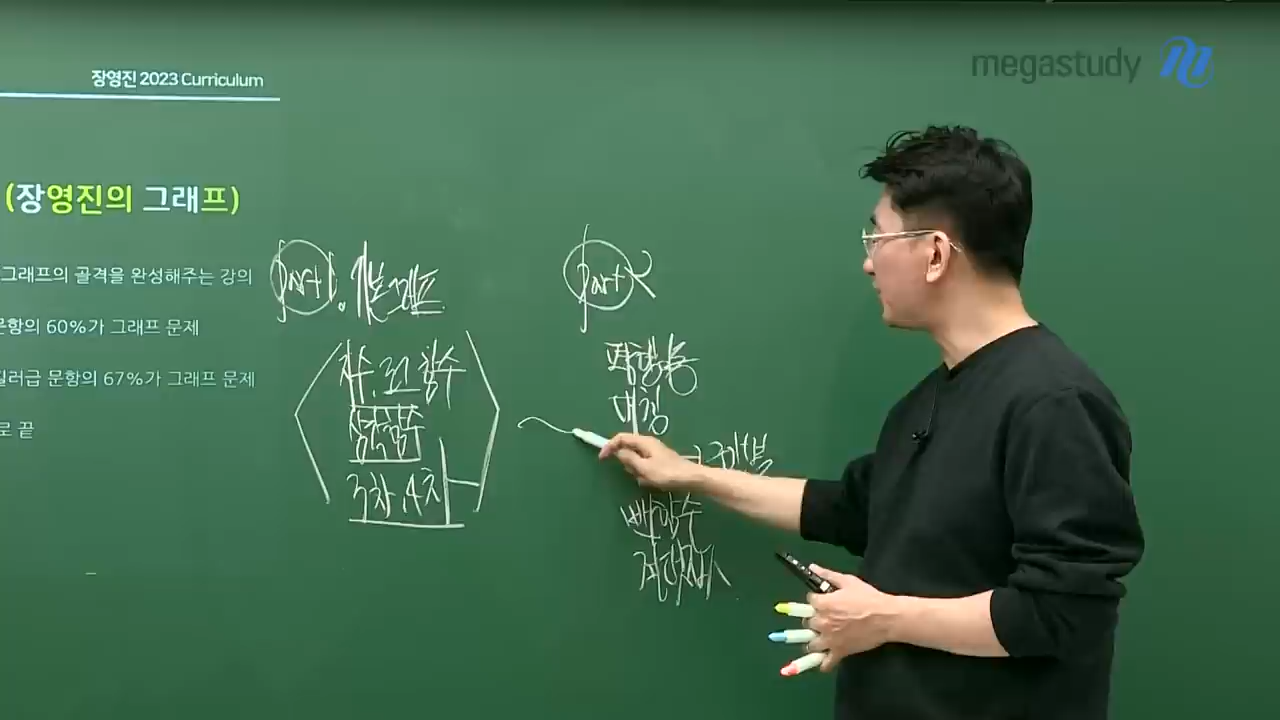 megastudy
장영진 2023 Curriculum
(장영진의 그래프)
그래프의 골격을 완성해주는 강의
문항의 60%가 그래프 문제
킬러급 문항의 67%가 그래프 문제
로 끝
Part 1. 기본그래프
지수.로그함수
삼각함수
3차, 4차
Part 2
평행이동
대칭
역함수
절댓값